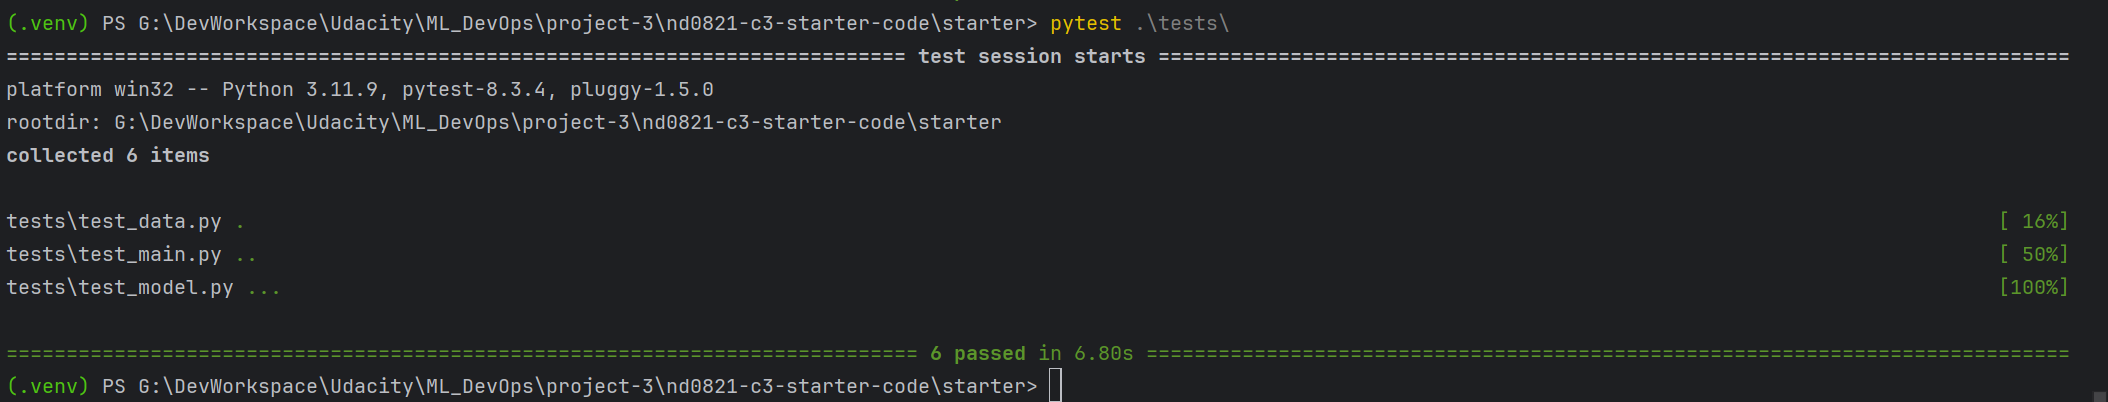 (.venv) PS G:\DevWorkspace\Udacity\ML_DevOps\project-3\nd0821-c3-starter-code\starter> pytest .\tests\
=========================================================================== test session starts ============================================================================
platform win32 -- Python 3.11.9, pytest-8.3.4, pluggy-1.5.0
rootdir: G:\DevWorkspace\Udacity\ML_DevOps\project-3\nd0821-c3-starter-code\starter
collected 6 items
tests\test_data.py . [ 16%]
tests\test_main.py .. [ 50%]
tests\test_model.py ... [100%]
============================================================================ 6 passed in 6.80s =============================================================================
(.venv) PS G:\DevWorkspace\Udacity\ML_DevOps\project-3\nd0821-c3-starter-code\starter>